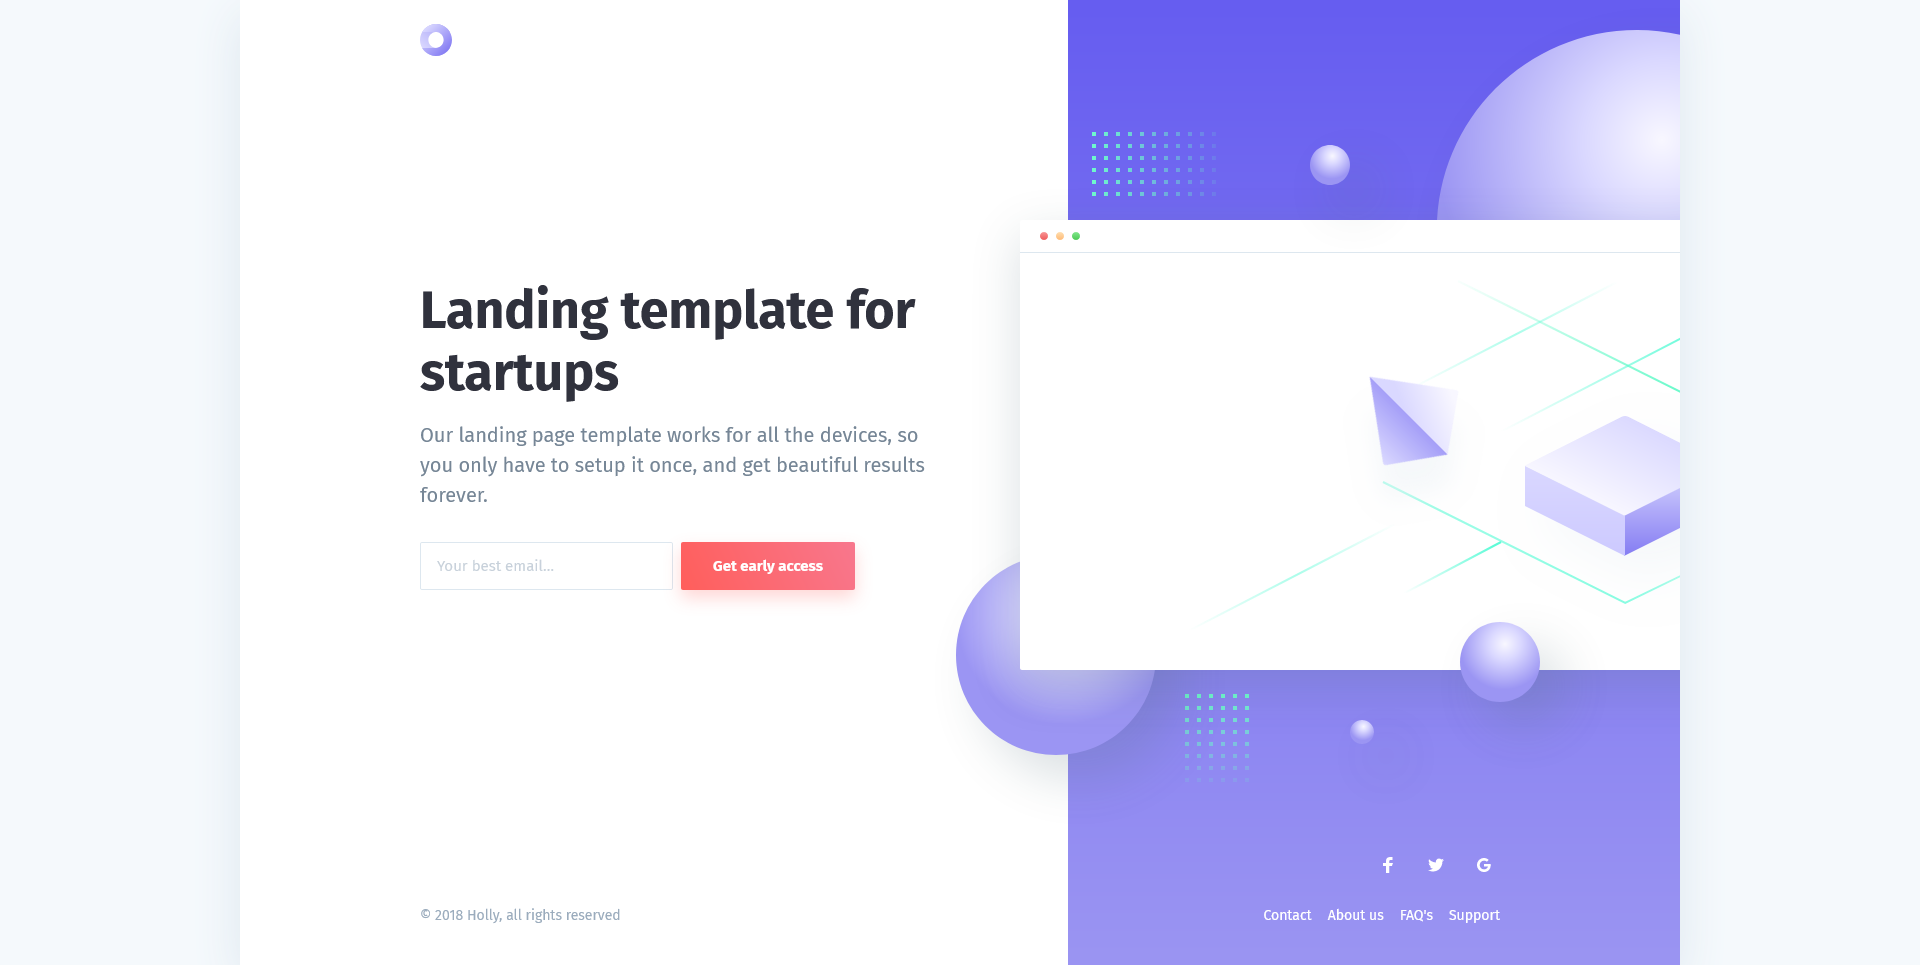 Landing template for
startups
Our landing page template works for all the devices, so
you only have to setup it once, and get beautiful results
forever.
Your best email...
Get early access
© 2018 Holly, all rights reserved
Contact About us FAQ's Support